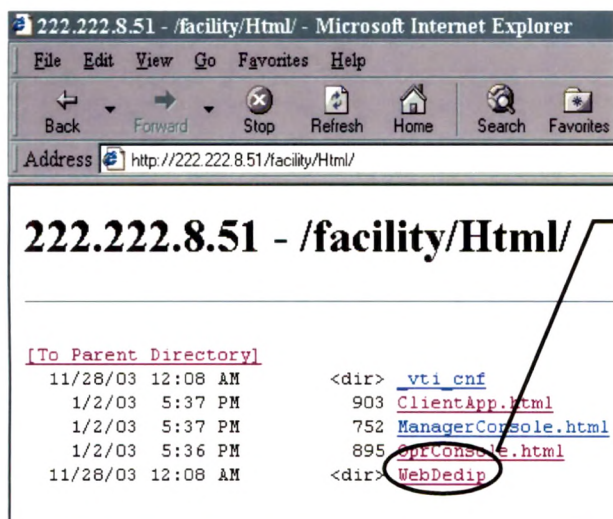 222.222.8.51 - /facility/Html/ - Microsoft Internet Explorer
File Edit View Go Favorites Help
Back Forward Stop Refresh Home Search Favorites
Address http://222.222.8.51/facility/Html/
222.222.8.51 - /facility/Html/
[To Parent Directory]
11/28/03 12:08 AM <dir> _vti_cnf
1/2/03 5:37 PM 903 ClientApp.html
1/2/03 5:37 PM 752 ManagerConsole.html
1/2/03 5:36 PM 895 OprConsole.html
11/28/03 12:08 AM <dir> WebDedip